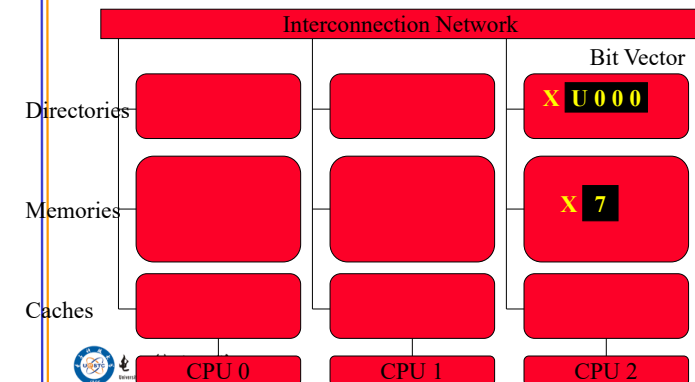 Interconnection Network
Bit Vector
Directories
X U 0 0 0
Memories
X 7
Caches
CPU 0
CPU 1
CPU 2